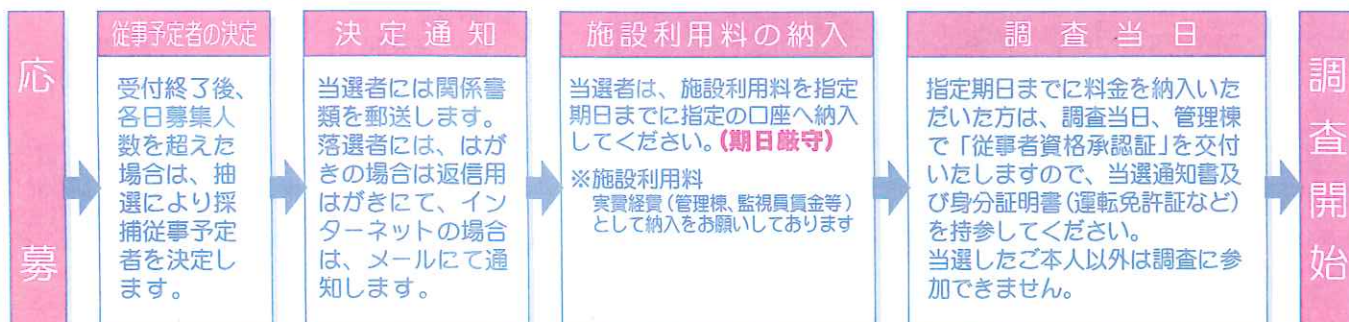 応募
従事予定者の決定
受付終了後、
各日募集人
数を超えた
場合は、抽
選により採
捕従事予定
者を決定し
ます。
決定通知
当選者には関係書
類を郵送します。
落選者には、はが
きの場合は返信用
はがきにて、イン
ターネットの場合
は、メールにて通
知します。
施設利用料の納入
当選者は、施設利用料を指定
期日までに指定の口座へ納入
してください。(期日厳守)
※施設利用料
実費経費(管理棟、監視員賃金等)
として納入をお願いしております
調査当日
指定期日までに料金を納入いた
だいた方は、調査当日、管理棟
で「従事者資格承認証」を交付
いたしますので、当選通知書及
び身分証明書(運転免許証など)
を持参してください。
当選したご本人以外は調査に参
加できません。
調査開始